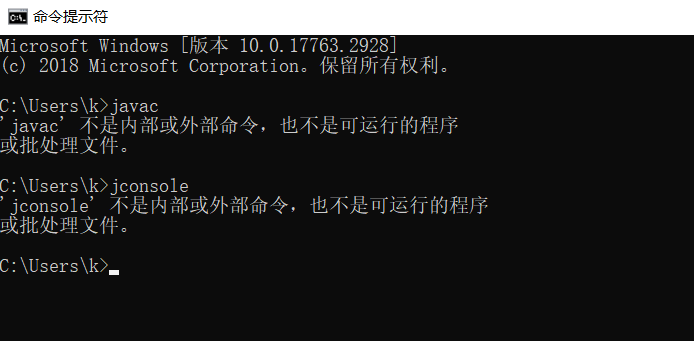 命令提示符
Microsoft Windows [版本 10.0.17763.2928]
(c) 2018 Microsoft Corporation。保留所有权利。
C:\Users\k>javac
'javac' 不是内部或外部命令，也不是可运行的程序
或批处理文件。
C:\Users\k>jconsole
'jconsole' 不是内部或外部命令，也不是可运行的程序
或批处理文件。
C:\Users\k>